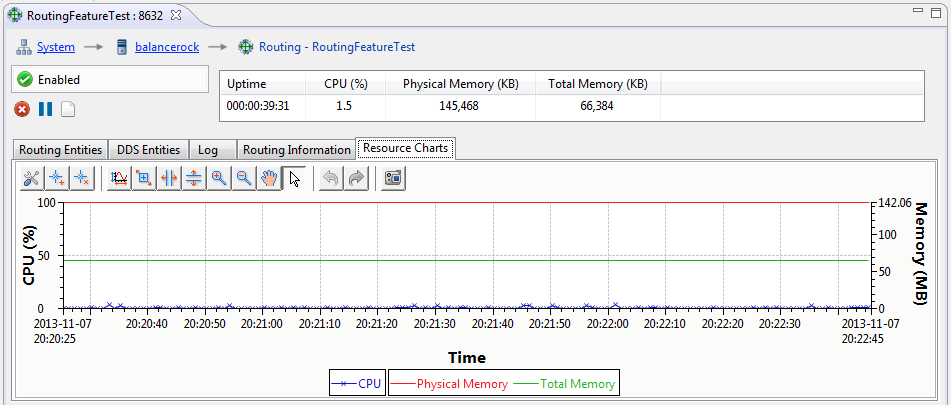 RoutingFeatureTest : 8632
System balancerock Routing - RoutingFeatureTest
Enabled
Uptime CPU (%) Physical Memory (KB) Total Memory (KB)
000:00:39:31 1.5 145,468 66,384
Routing Entities DDS Entities Log Routing Information Resource Charts
100
50
0
CPU (%)
142.06
100
50
0
Memory (MB)
2013-11-07 20:20:25
20:20:40 20:20:50 20:21:00 20:21:10 20:21:20 20:21:30 20:21:40 20:21:50 20:22:00 20:22:10 20:22:20 20:22:30
2013-11-07 20:22:45
Time
CPU Physical Memory Total Memory